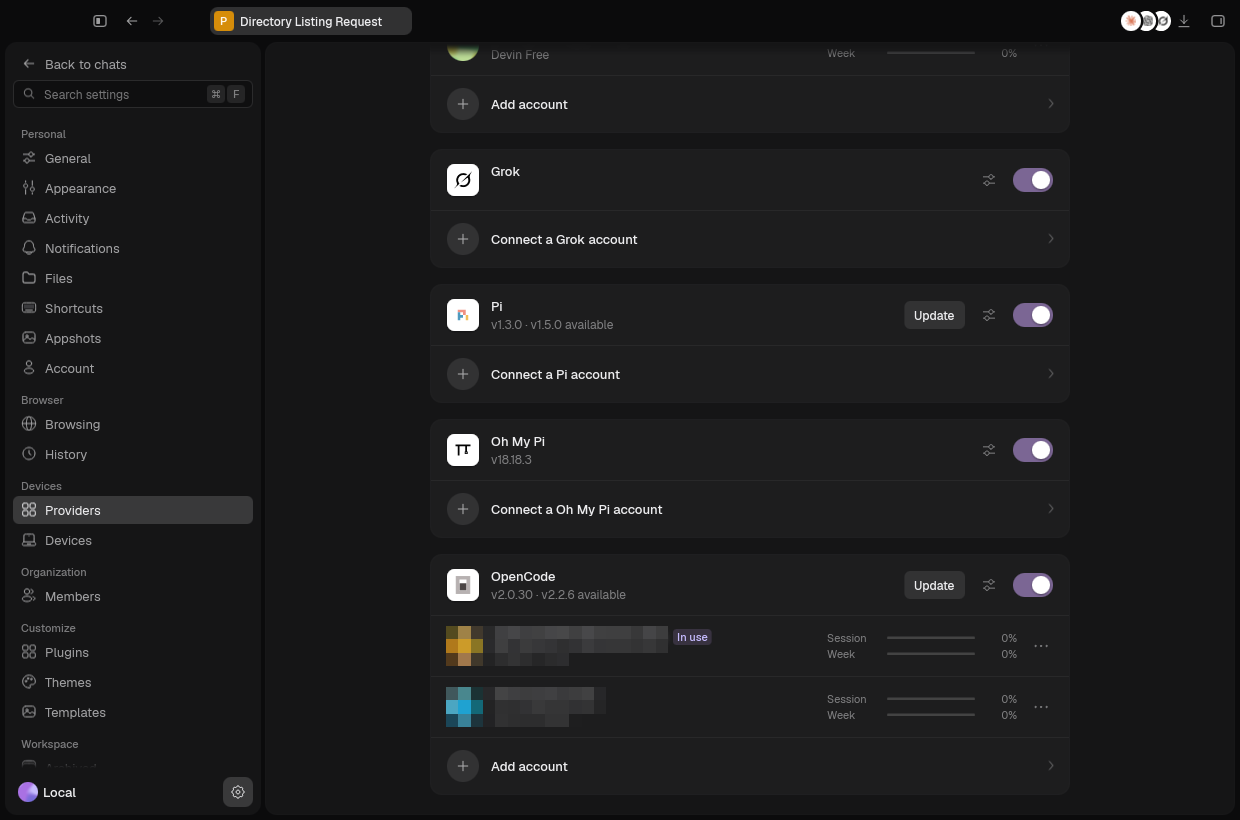 P Directory Listing Request
Back to chats
Search settings ⌘ F
Personal
General
Appearance
Activity
Notifications
Files
Shortcuts
Appshots
Account
Browser
Browsing
History
Devices
Providers
Devices
Organization
Members
Customize
Plugins
Themes
Templates
Workspace
Local
Devin Free
Week 0%
Add account
Grok
Connect a Grok account
Pi
v1.3.0 · v1.5.0 available
Update
Connect a Pi account
Oh My Pi
v18.18.3
Connect a Oh My Pi account
OpenCode
v2.0.30 · v2.2.6 available
Update
In use
Session 0%
Week 0%
Session 0%
Week 0%
Add account